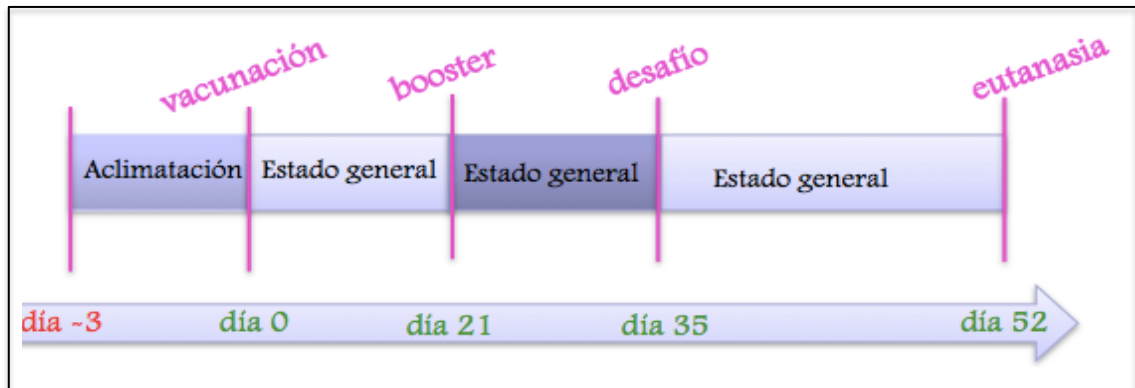 vacunación
booster
desafío
eutanasia
Aclimatación
Estado general
Estado general
Estado general
día -3
día 0
día 21
día 35
día 52